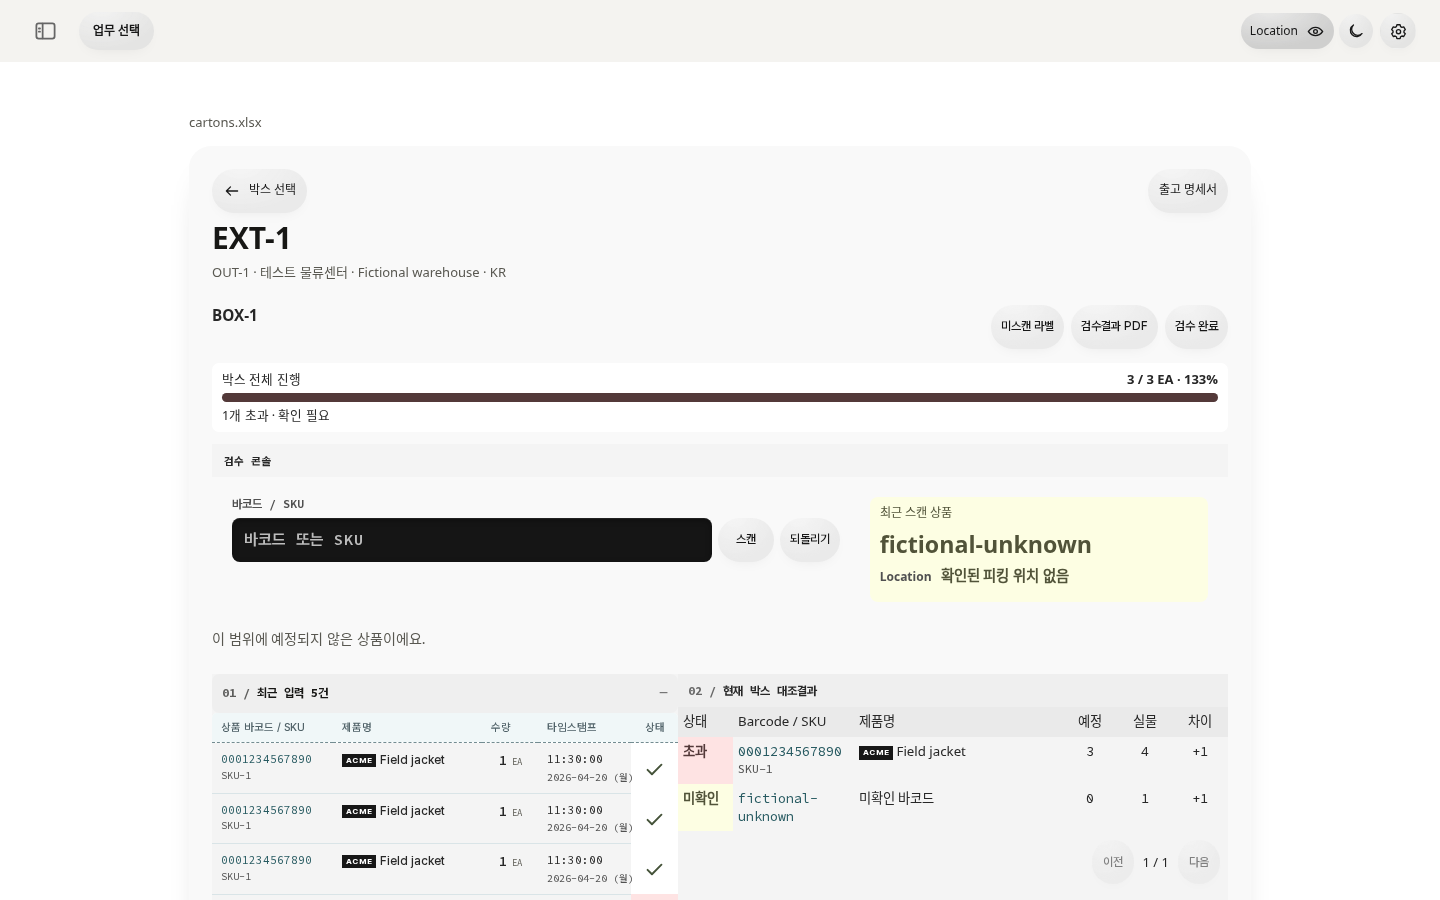 업무 선택
Location
cartons.xlsx
박스 선택
출고 명세서
EXT-1
OUT-1 · 테스트 물류센터 · Fictional warehouse · KR
BOX-1
미스캔 라벨
검수결과 PDF
검수 완료
박스 전체 진행
3 / 3 EA · 133%
1개 초과 · 확인 필요
검수 콘솔
바코드 / SKU
바코드 또는 SKU
스캔
되돌리기
최근 스캔 상품
fictional-unknown
Location 확인된 피킹 위치 없음
이 범위에 예정되지 않은 상품이에요.
01 / 최근 입력 5건
상품 바코드 / SKU 제품명 수량 타임스탬프 상태
0001234567890 ACME Field jacket 1 EA 11:30:00
SKU-1 2026-04-20 (월)
0001234567890 ACME Field jacket 1 EA 11:30:00
SKU-1 2026-04-20 (월)
0001234567890 ACME Field jacket 1 EA 11:30:00
SKU-1 2026-04-20 (월)
02 / 현재 박스 대조결과
상태 Barcode / SKU 제품명 예정 실물 차이
초과 0001234567890 ACME Field jacket 3 4 +1
SKU-1
미확인 fictional- 미확인 바코드 0 1 +1
unknown
이전 1 / 1 다음